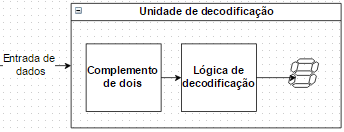 Unidade de decodificação
Entrada de
dados
Complemento
de dois
Lógica de
decodificação